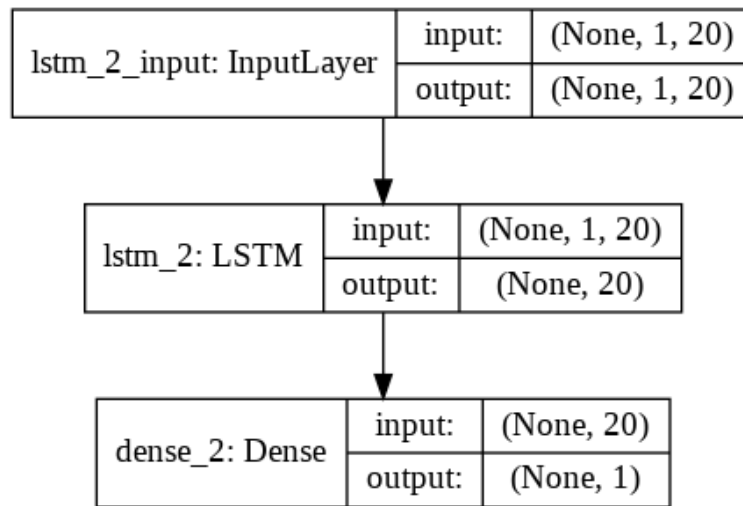 lstm_2_input: InputLayer
input: (None, 1, 20)
output: (None, 1, 20)
lstm_2: LSTM
input: (None, 1, 20)
output: (None, 20)
dense_2: Dense
input: (None, 20)
output: (None, 1)